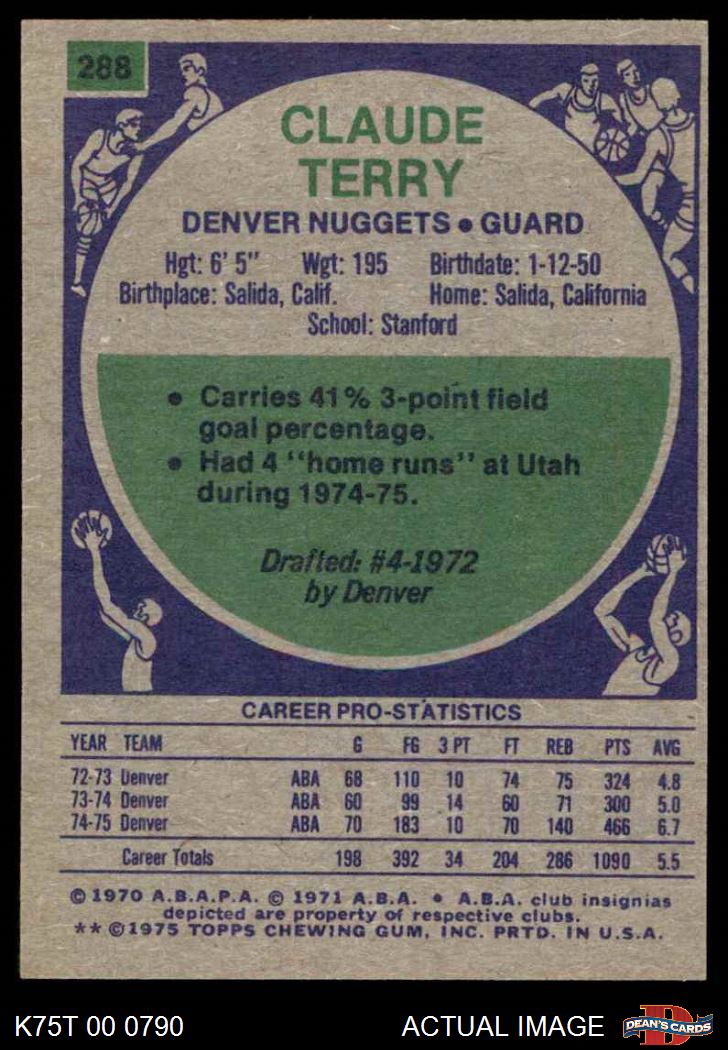 288
CLAUDE
TERRY
DENVER NUGGETS • GUARD
Hgt: 6' 5" Wgt: 195 Birthdate: 1-12-50
Birthplace: Salida, Calif. Home: Salida, California
School: Stanford
• Carries 41% 3-point field
goal percentage.
• Had 4 "home runs" at Utah
during 1974-75.
Drafted: #4-1972
by Denver
CAREER PRO-STATISTICS
YEAR TEAM G FG 3 PT FT REB PTS AVG
72-73 Denver ABA 68 110 10 74 75 324 4.8
73-74 Denver ABA 60 99 14 60 71 300 5.0
74-75 Denver ABA 70 183 10 70 140 466 6.7
Career Totals 198 392 34 204 286 1090 5.5
© 1970 A.B.A.P.A. © 1971 A.B.A. • A.B.A. club insignias
depicted are property of respective clubs.
** ©1975 TOPPS CHEWING GUM, INC. PRTD. IN U.S.A.
K75T 00 0790 ACTUAL IMAGE D DEAN'S CARDS